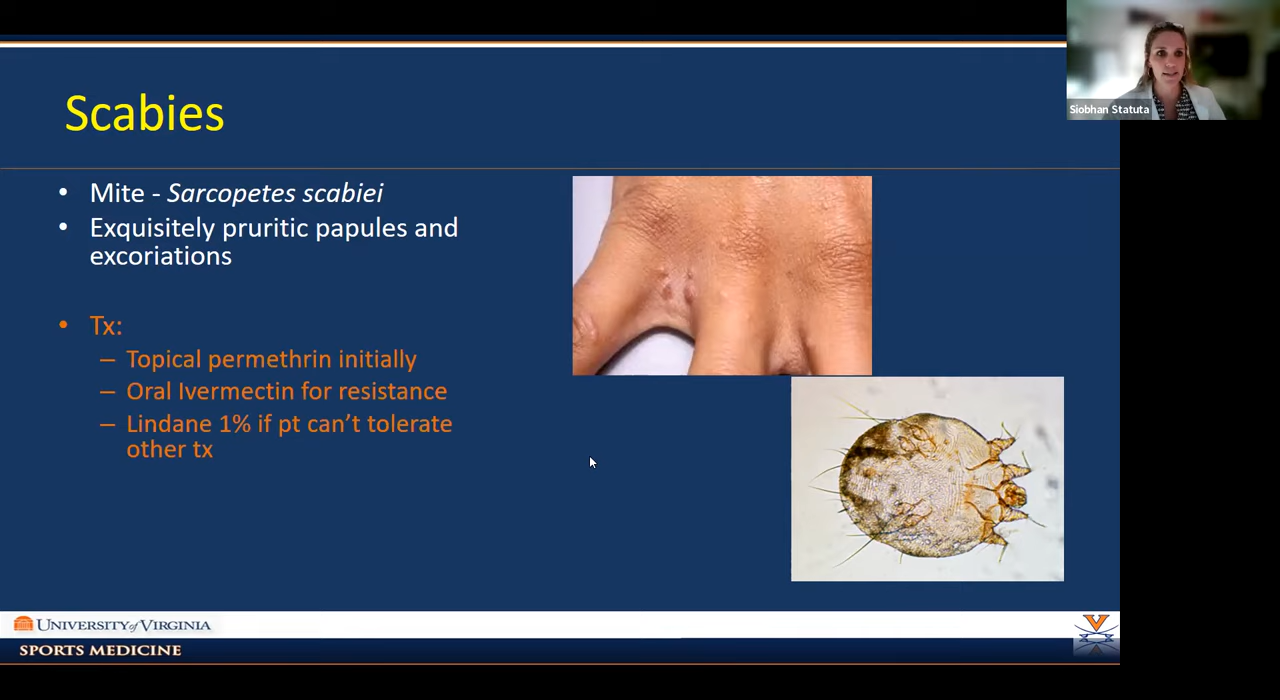 Siobhan Statuta
Scabies
• Mite - Sarcopetes scabiei
• Exquisitely pruritic papules and
excoriations
• Tx:
– Topical permethrin initially
– Oral Ivermectin for resistance
– Lindane 1% if pt can’t tolerate
other tx
UNIVERSITY of VIRGINIA
SPORTS MEDICINE